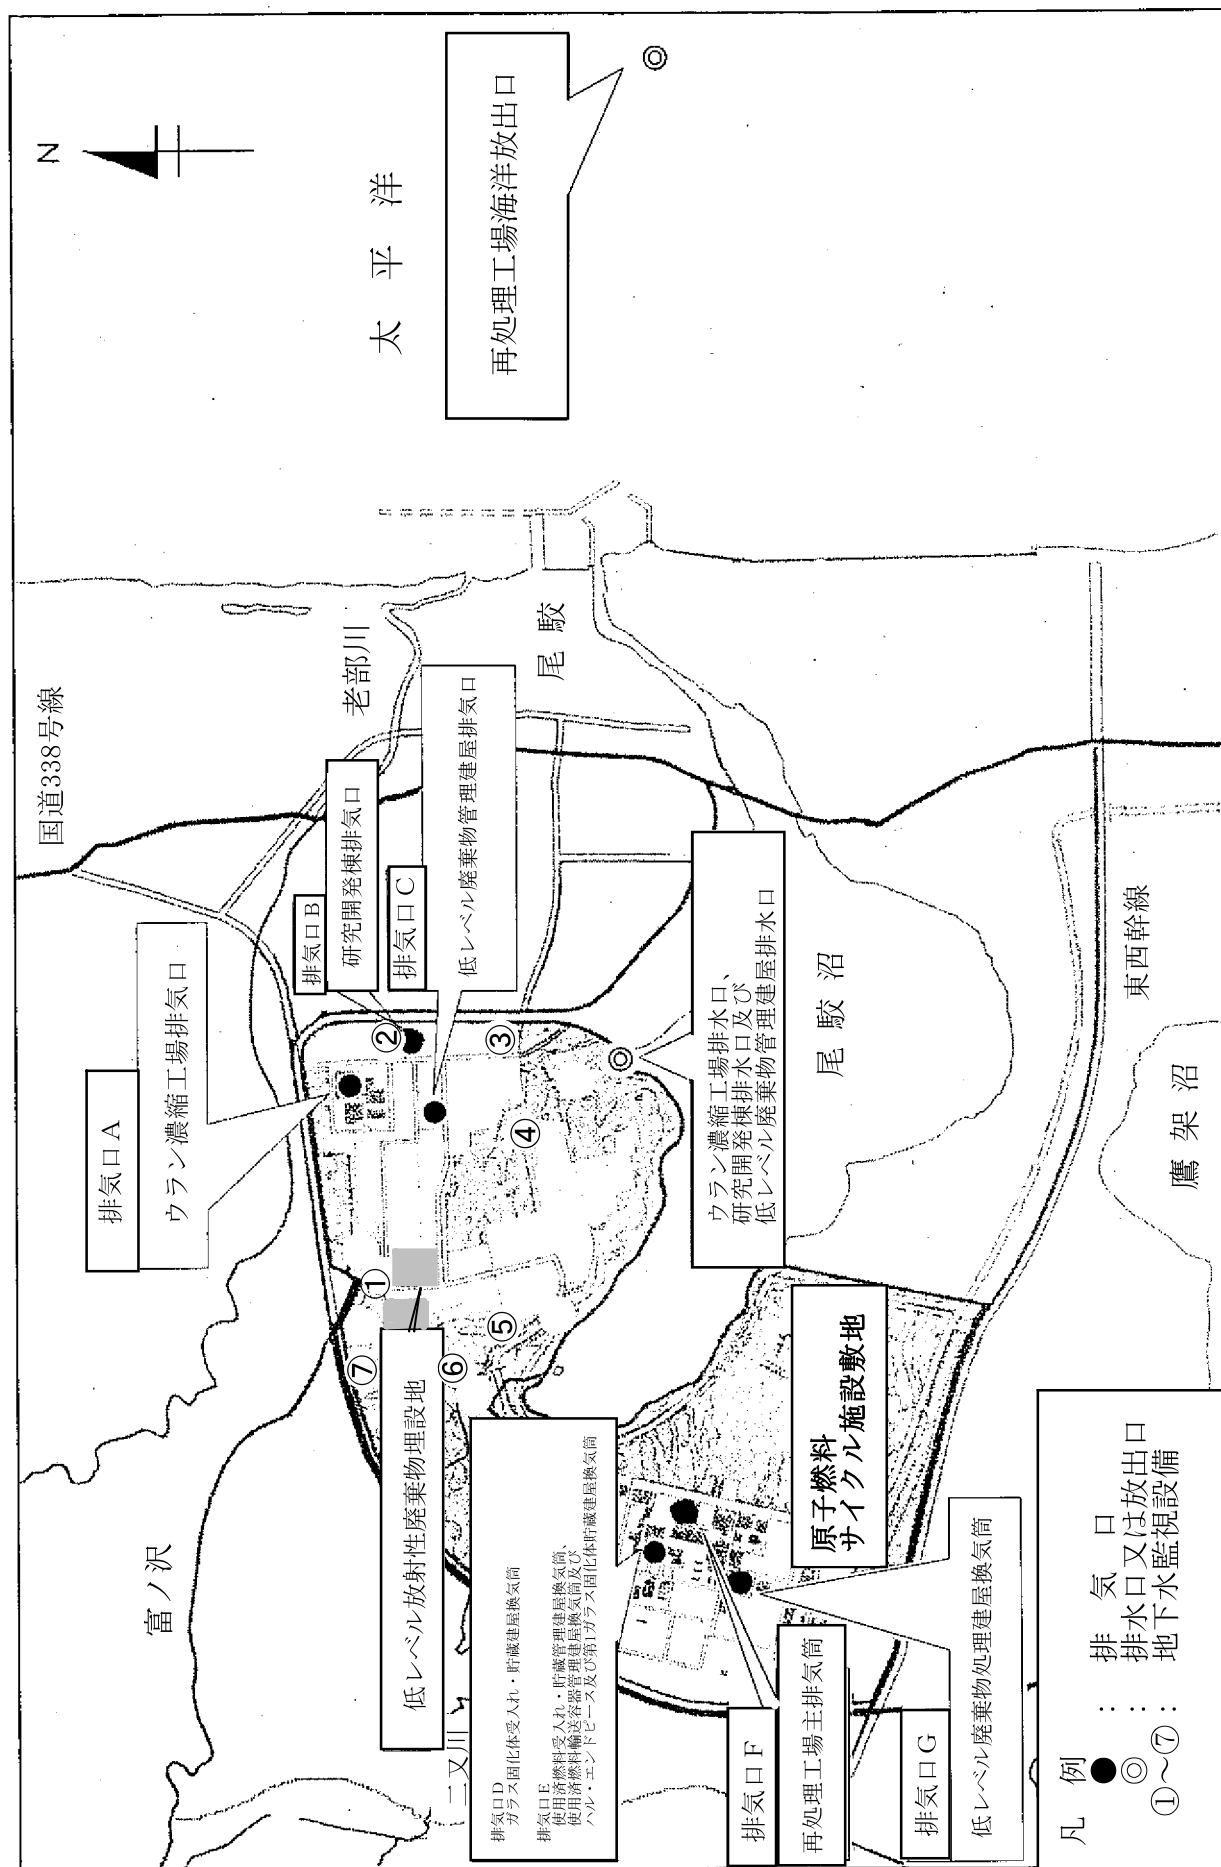 N
国道338号線
太平洋
再処理工場海洋放出口
老部川
尾駮
排気口A
ウラン濃縮工場排気口
排気口B
研究開発棟排気口
排気口C
低レベル廃棄物管理建屋排気口
富ノ沢
①
②
③
④
⑤
⑥
⑦
低レベル放射性廃棄物埋設地
二又川
ウラン濃縮工場排水口、
研究開発棟排水口及び
低レベル廃棄物管理建屋排水口
尾駮沼
排気口D
ガラス固化体受入れ・貯蔵建屋換気筒
排気口E
使用済燃料受入れ・貯蔵管理建屋換気筒、
使用済燃料輸送容器管理建屋換気筒及び
ハル・エンドピース及び第1ガラス固化体貯蔵建屋換気筒
原子燃料
サイクル施設敷地
排気口F
再処理工場主排気筒
排気口G
低レベル廃棄物処理建屋換気筒
東西幹線
鷹架沼
凡例
● : 排気口
◎ : 排水口又は放出口
①~⑦ : 地下水監視設備